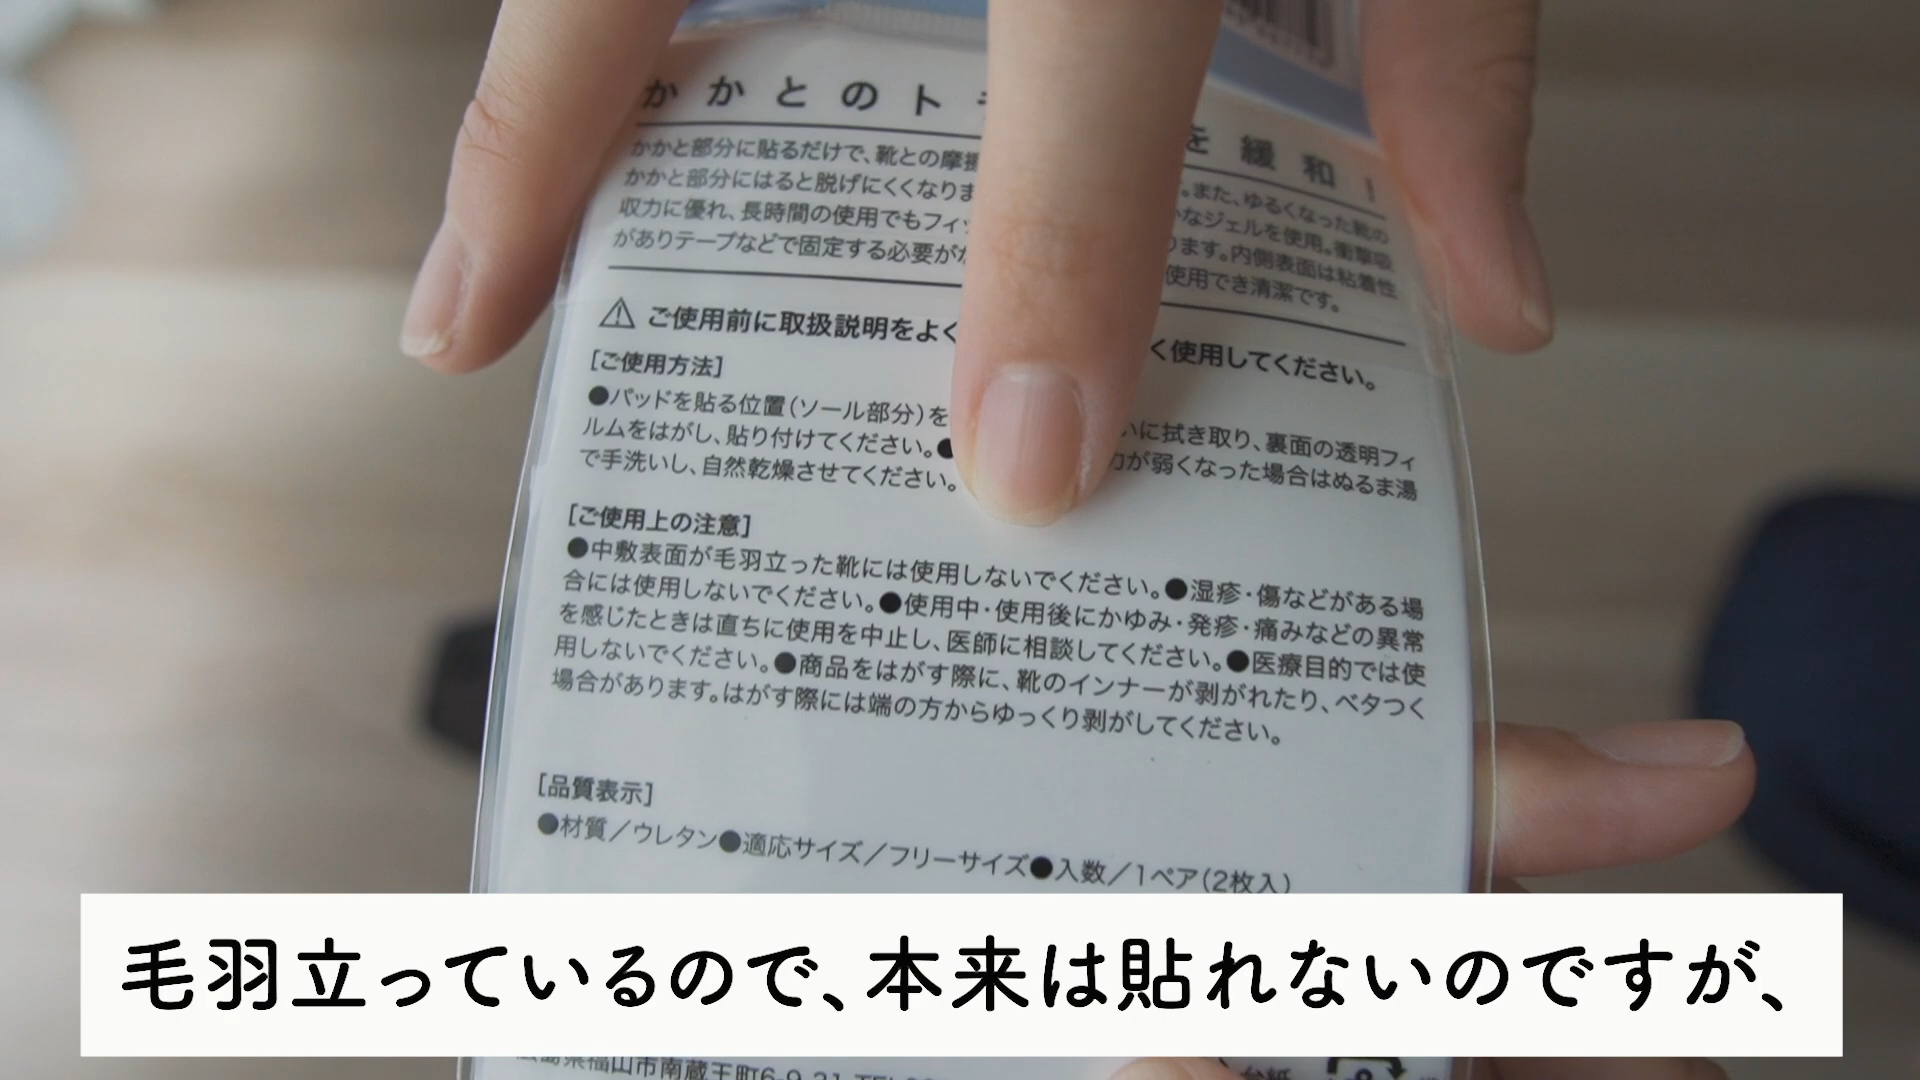 かかとのト を緩和！
かかと部分に貼るだけで、靴との摩擦 。また、ゆるくなった靴の
かかと部分にはると脱げにくくなりま なジェルを使用。衝撃吸
収力に優れ、長時間の使用でもフィッ ります。内側表面は粘着性
がありテープなどで固定する必要がな 使用でき清潔です。
⚠ご使用前に取扱説明をよく く使用してください。
[ご使用方法]
●パッドを貼る位置(ソール部分)を いに拭き取り、裏面の透明フィ
ルムをはがし、貼り付けてください。● 力が弱くなった場合はぬるま湯
で手洗いし、自然乾燥させてください。
[ご使用上の注意]
●中敷表面が毛羽立った靴には使用しないでください。●湿疹・傷などがある場
合には使用しないでください。●使用中・使用後にかゆみ・発疹・痛みなどの異常
を感じたときは直ちに使用を中止し、医師に相談してください。●医療目的では使
用しないでください。●商品をはがす際に、靴のインナーが剥がれたり、ベタつく
場合があります。はがす際には端の方からゆっくり剥がしてください。
[品質表示]
●材質／ウレタン●適応サイズ／フリーサイズ●入数／1ペア(2枚入)
毛羽立っているので、本来は貼れないのですが、
広島県福山市南蔵王町6-9-21 台紙